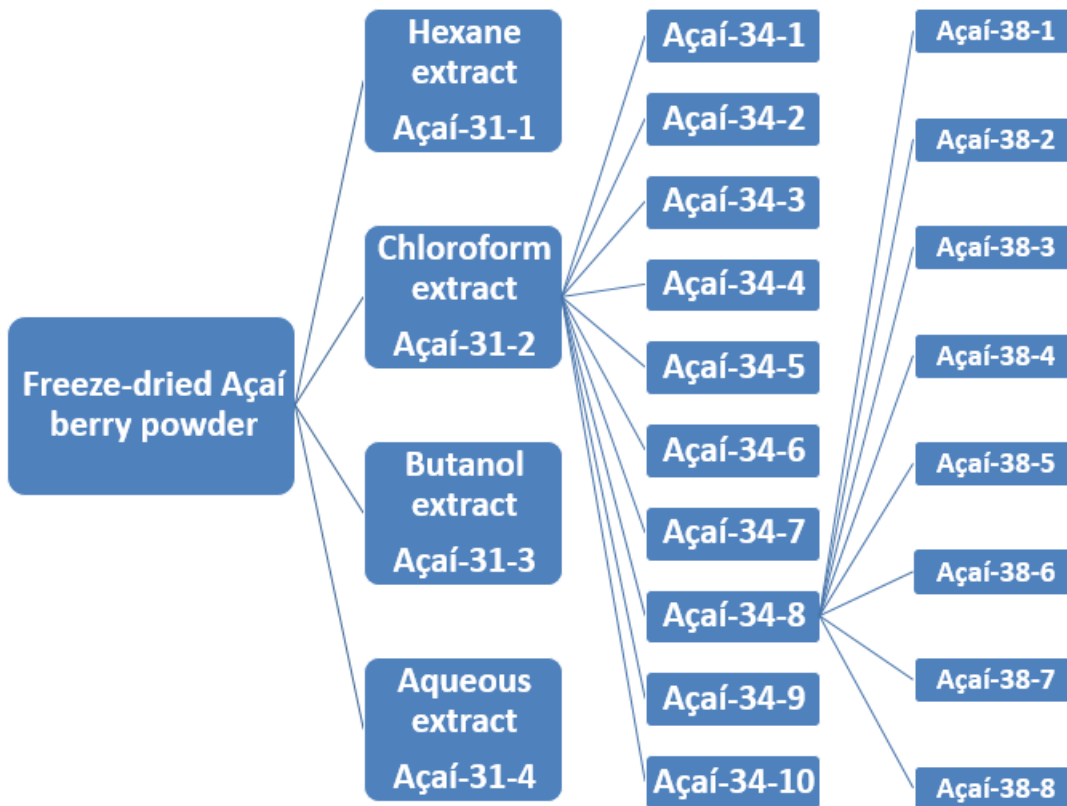 Freeze-dried Açaí
berry powder
Hexane
extract
Açaí-31-1
Chloroform
extract
Açaí-31-2
Butanol
extract
Açaí-31-3
Aqueous
extract
Açaí-31-4
Açaí-34-1
Açaí-34-2
Açaí-34-3
Açaí-34-4
Açaí-34-5
Açaí-34-6
Açaí-34-7
Açaí-34-8
Açaí-34-9
Açaí-34-10
Açaí-38-1
Açaí-38-2
Açaí-38-3
Açaí-38-4
Açaí-38-5
Açaí-38-6
Açaí-38-7
Açaí-38-8